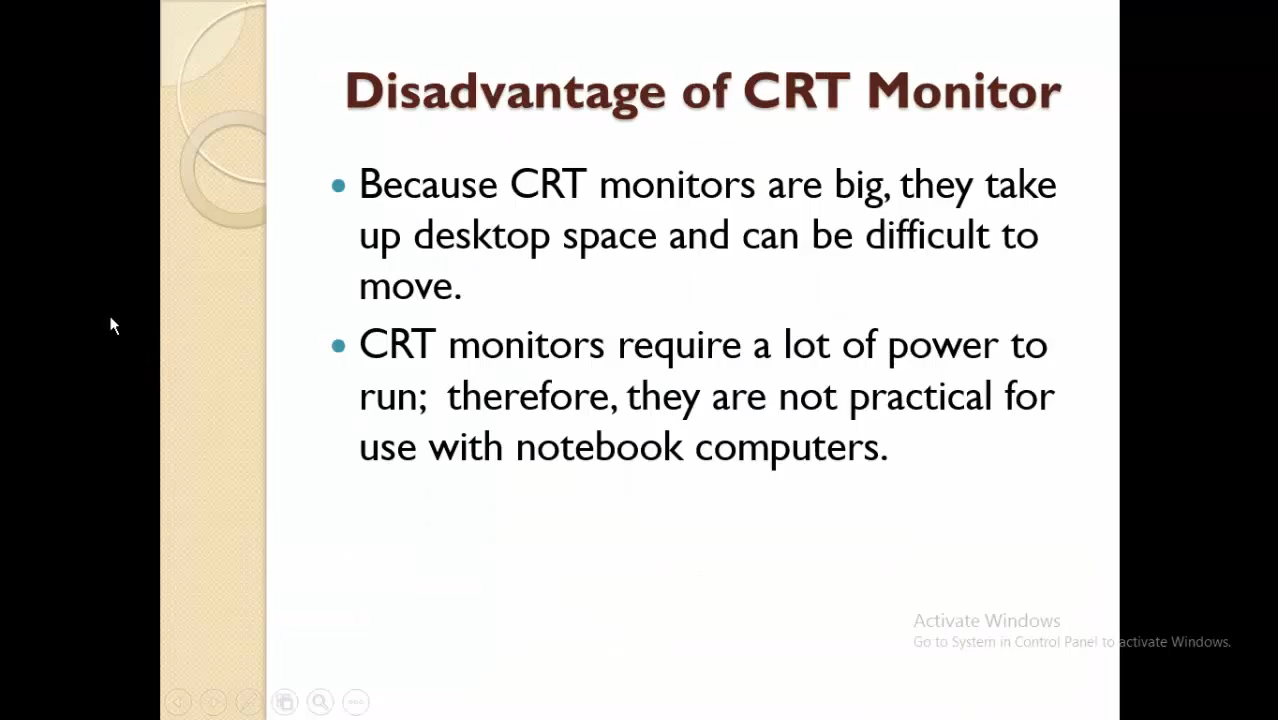 Disadvantage of CRT Monitor
Because CRT monitors are big, they take
up desktop space and can be difficult to
move.
CRT monitors require a lot of power to
run;  therefore, they are not practical for
use with notebook computers.
Activate Windows
Go to System in Control Panel to activate Windows.